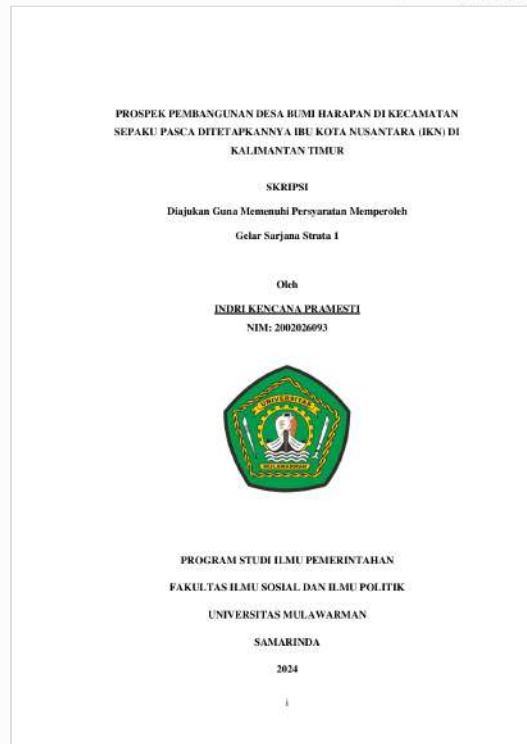 PROSPEK PEMBANGUNAN DESA BUMI HARAPAN DI KECAMATAN
SEPAKU PASCA DITETAPKANNYA IBU KOTA NUSANTARA (IKN) DI
KALIMANTAN TIMUR
SKRIPSI
Diajukan Guna Memenuhi Persyaratan Memperoleh
Gelar Sarjana Strata 1
Oleh
INDRI KENCANA PRAMESTI
NIM: 2002026093
UNIVERSITAS
MULAWARMAN
PROGRAM STUDI ILMU PEMERINTAHAN
FAKULTAS ILMU SOSIAL DAN ILMU POLITIK
UNIVERSITAS MULAWARMAN
SAMARINDA
2024
i